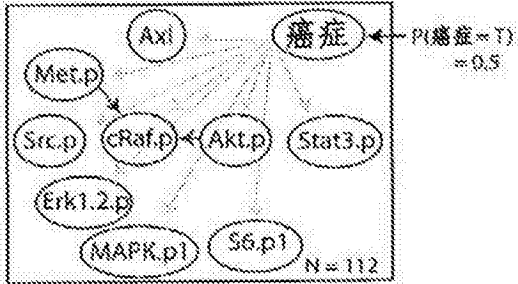 Axl
癌症
P(癌症=T)
=0.5
Met.p
Src.p
cRaf.p
Akt.p
Stat3.p
Erk1.2.p
MAPK.p1
S6.p1
N=112